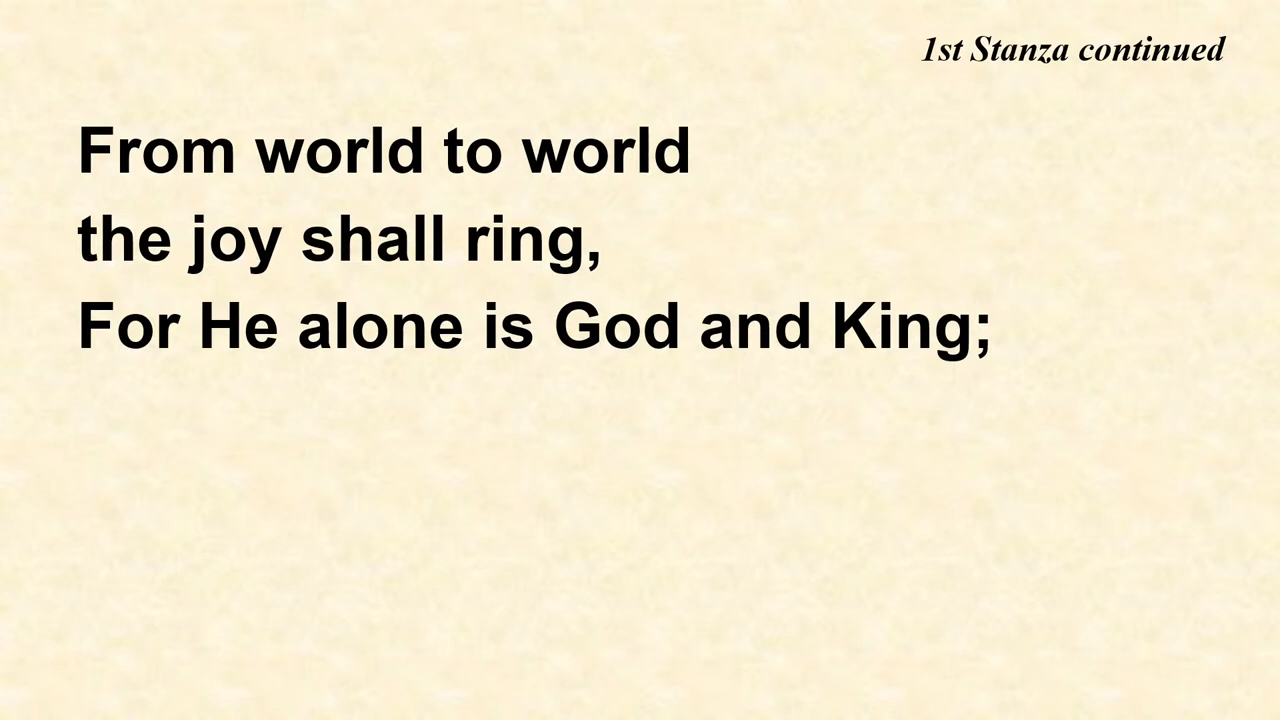 1st Stanza continued
From world to world
the joy shall ring,
For He alone is God and King;